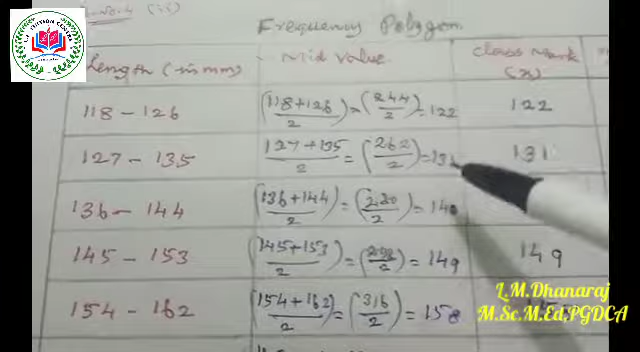 Frequency Polygon
Length (in mm) Mid value Class Mark (x)
118 - 126 (118+126)/2 = (244/2) = 122 122
127 - 135 127+135/2 = (262/2) = 131 131
136 - 144 (136+144)/2 = (280/2) = 140
145 - 153 (145+153)/2 = (298/2) = 149 149
154 - 162 (154+162)/2 = (316/2) = 158
L.M.Dhanaraj
M.Sc.M.Ed,PGDCA